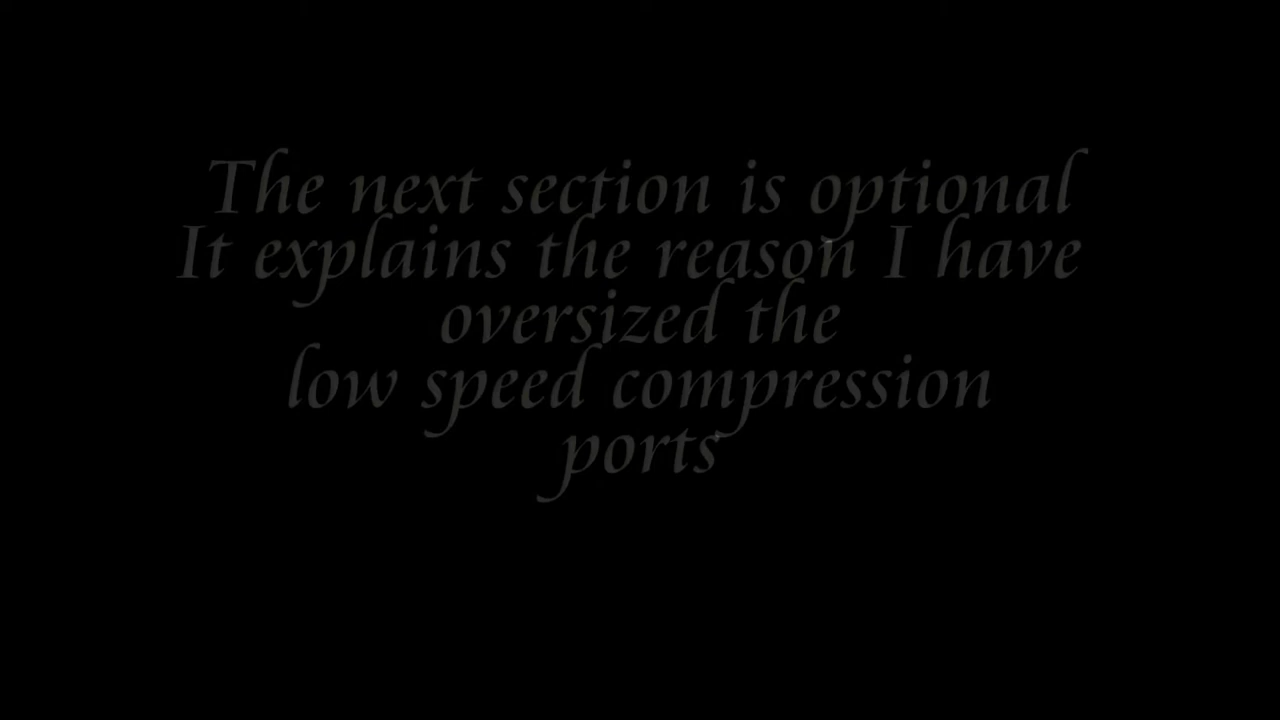 The next section is optional
It explains the reason I have
oversized the
low speed compression
ports